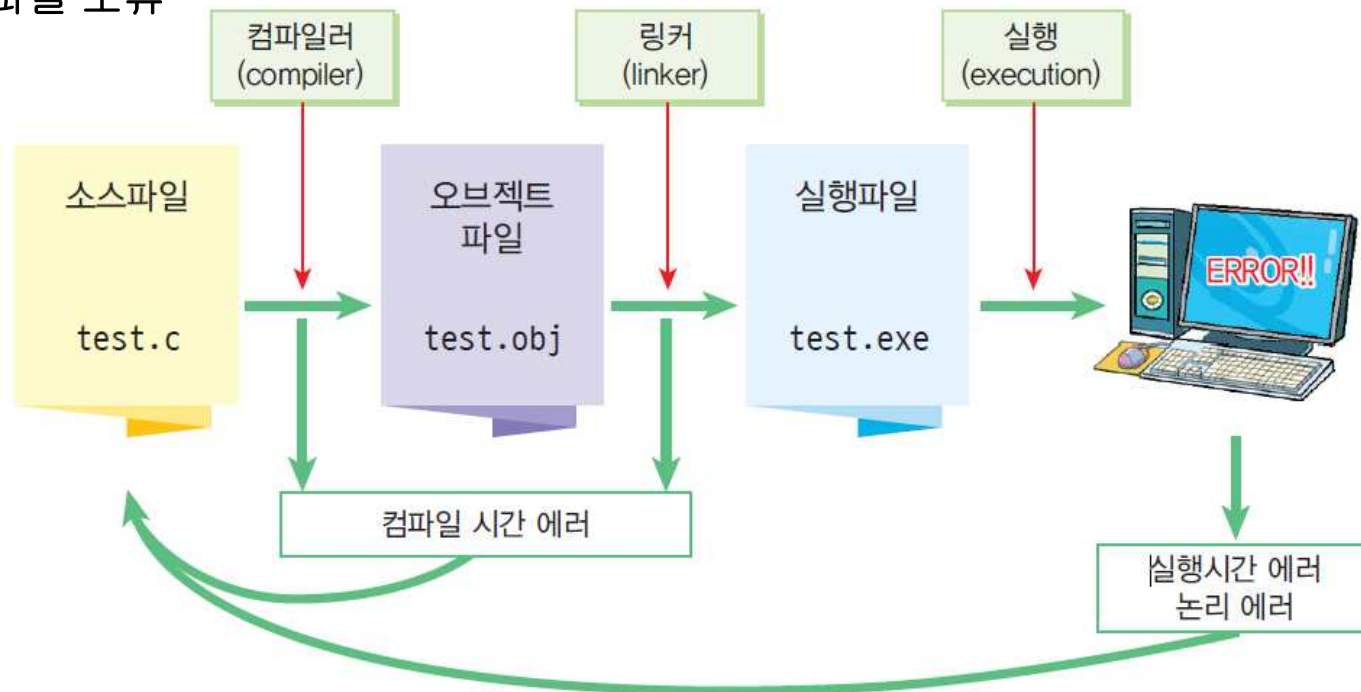 컴파일러
(compiler)
링커
(linker)
실행
(execution)
소스파일
test.c
오브젝트
파일
test.obj
실행파일
test.exe
ERROR!!
컴파일 시간 에러
실행시간 에러
논리 에러